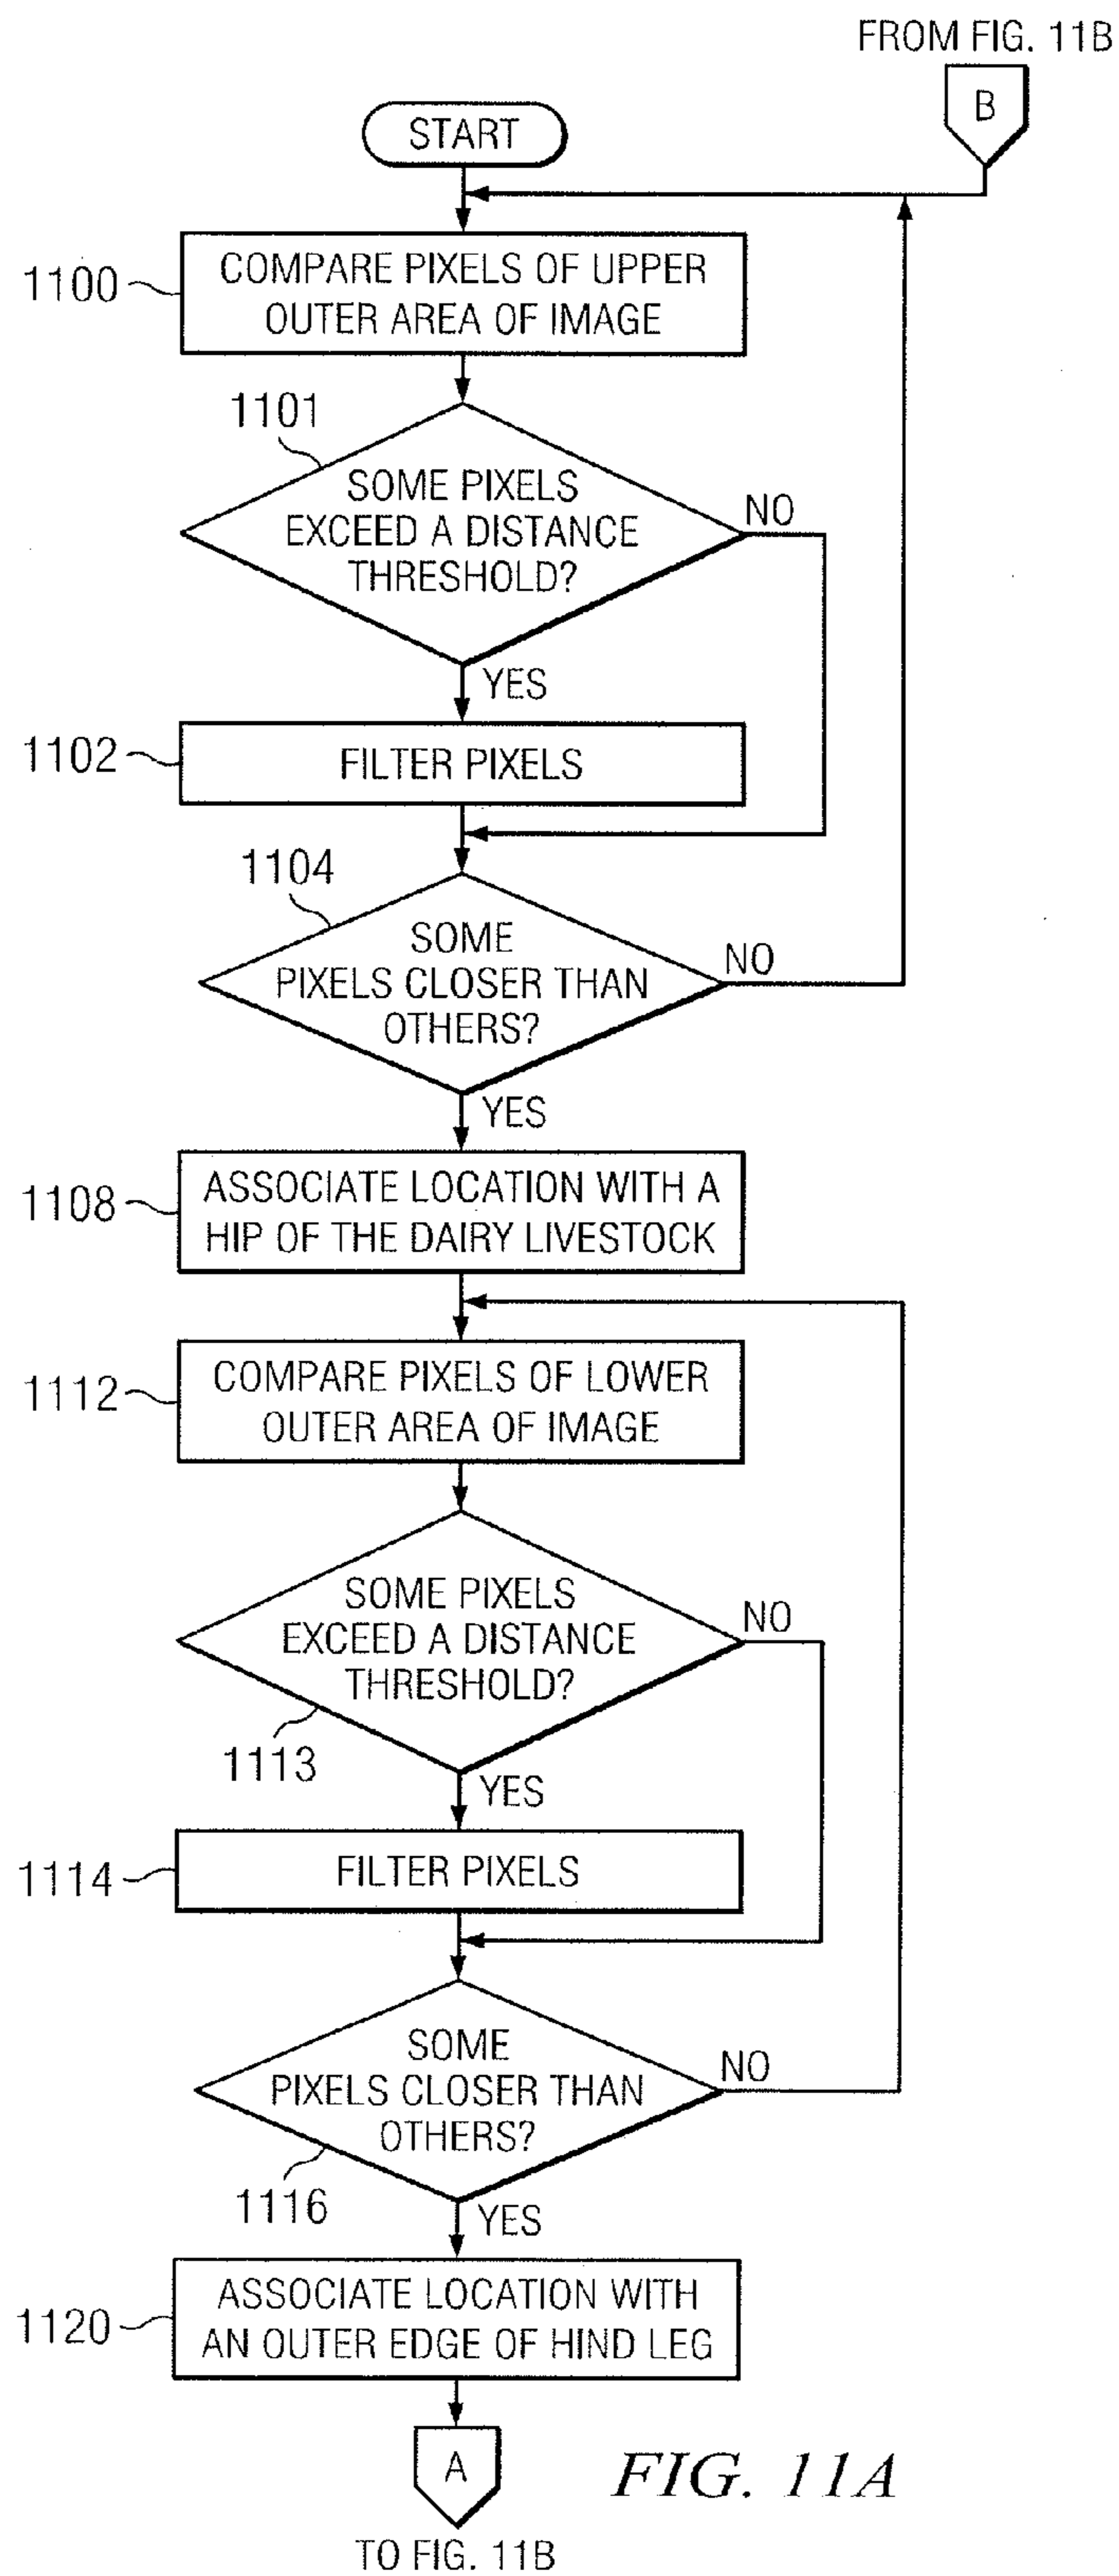 FROM FIG. 11B
B
START
1100
COMPARE PIXELS OF UPPER
OUTER AREA OF IMAGE
1101
SOME PIXELS
EXCEED A DISTANCE
THRESHOLD?
NO
YES
1102
FILTER PIXELS
1104
SOME
PIXELS CLOSER THAN
OTHERS?
NO
YES
1108
ASSOCIATE LOCATION WITH A
HIP OF THE DAIRY LIVESTOCK
1112
COMPARE PIXELS OF LOWER
OUTER AREA OF IMAGE
SOME PIXELS
EXCEED A DISTANCE
THRESHOLD?
NO
1113
YES
1114
FILTER PIXELS
SOME
PIXELS CLOSER THAN
OTHERS?
NO
1116
YES
1120
ASSOCIATE LOCATION WITH
AN OUTER EDGE OF HIND LEG
A
FIG. 11A
TO FIG. 11B